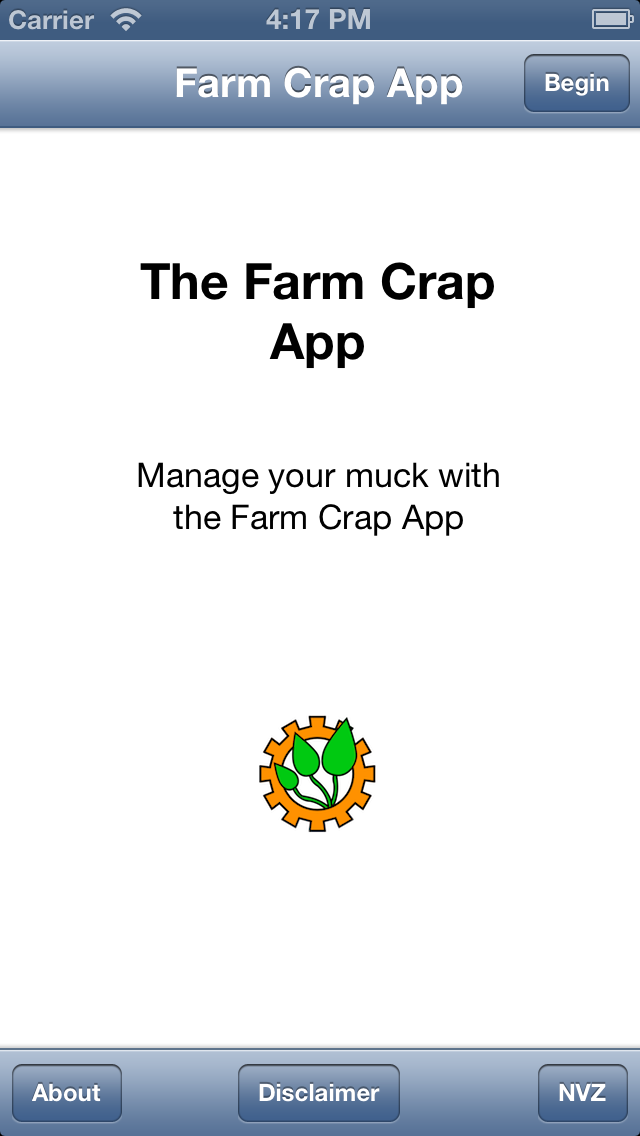 Carrier 4:17 PM
Farm Crap App Begin
The Farm Crap
App
Manage your muck with
the Farm Crap App
About Disclaimer NVZ